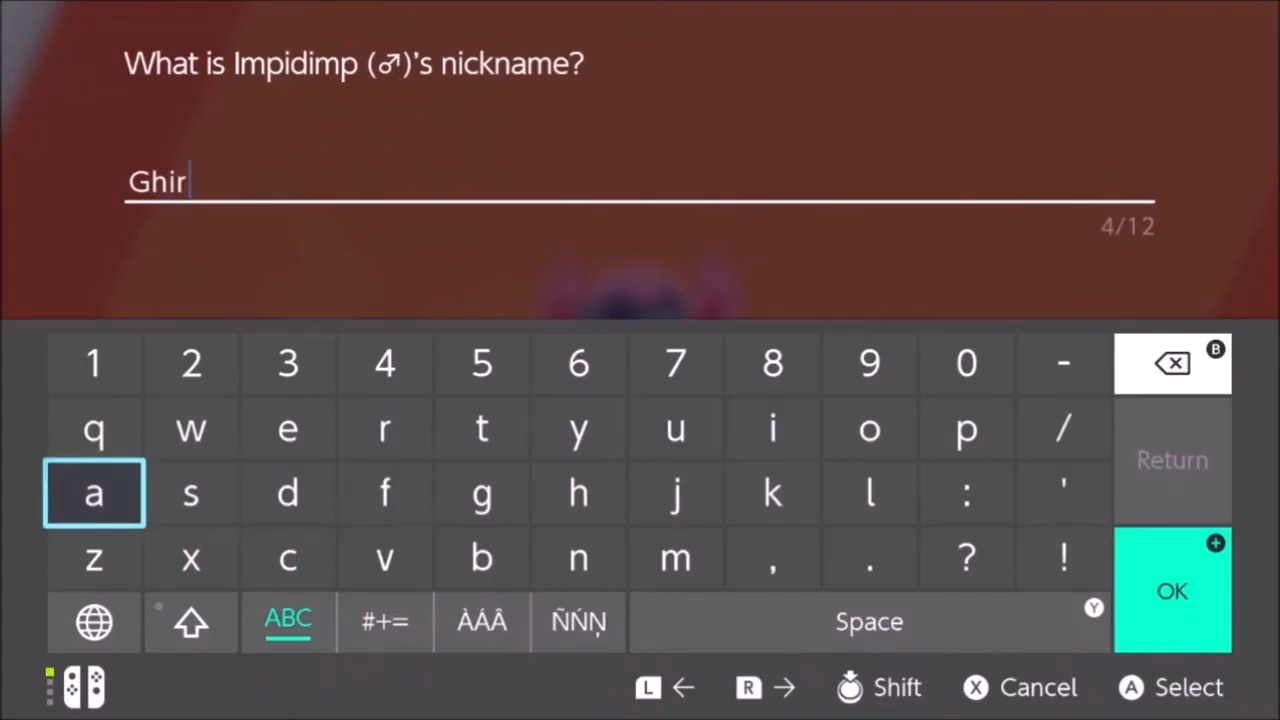 What is Impidimp (♂)'s nickname?
Ghir
4/12
1 2 3 4 5 6 7 8 9 0 -
B
q w e r t y u i o p /
Return
a s d f g h j k l : '
z x c v b n m , . ? !
+
OK
ABC #+= ÀÁÂ ÑŃŅ Space Y
L ← R → Shift X Cancel A Select